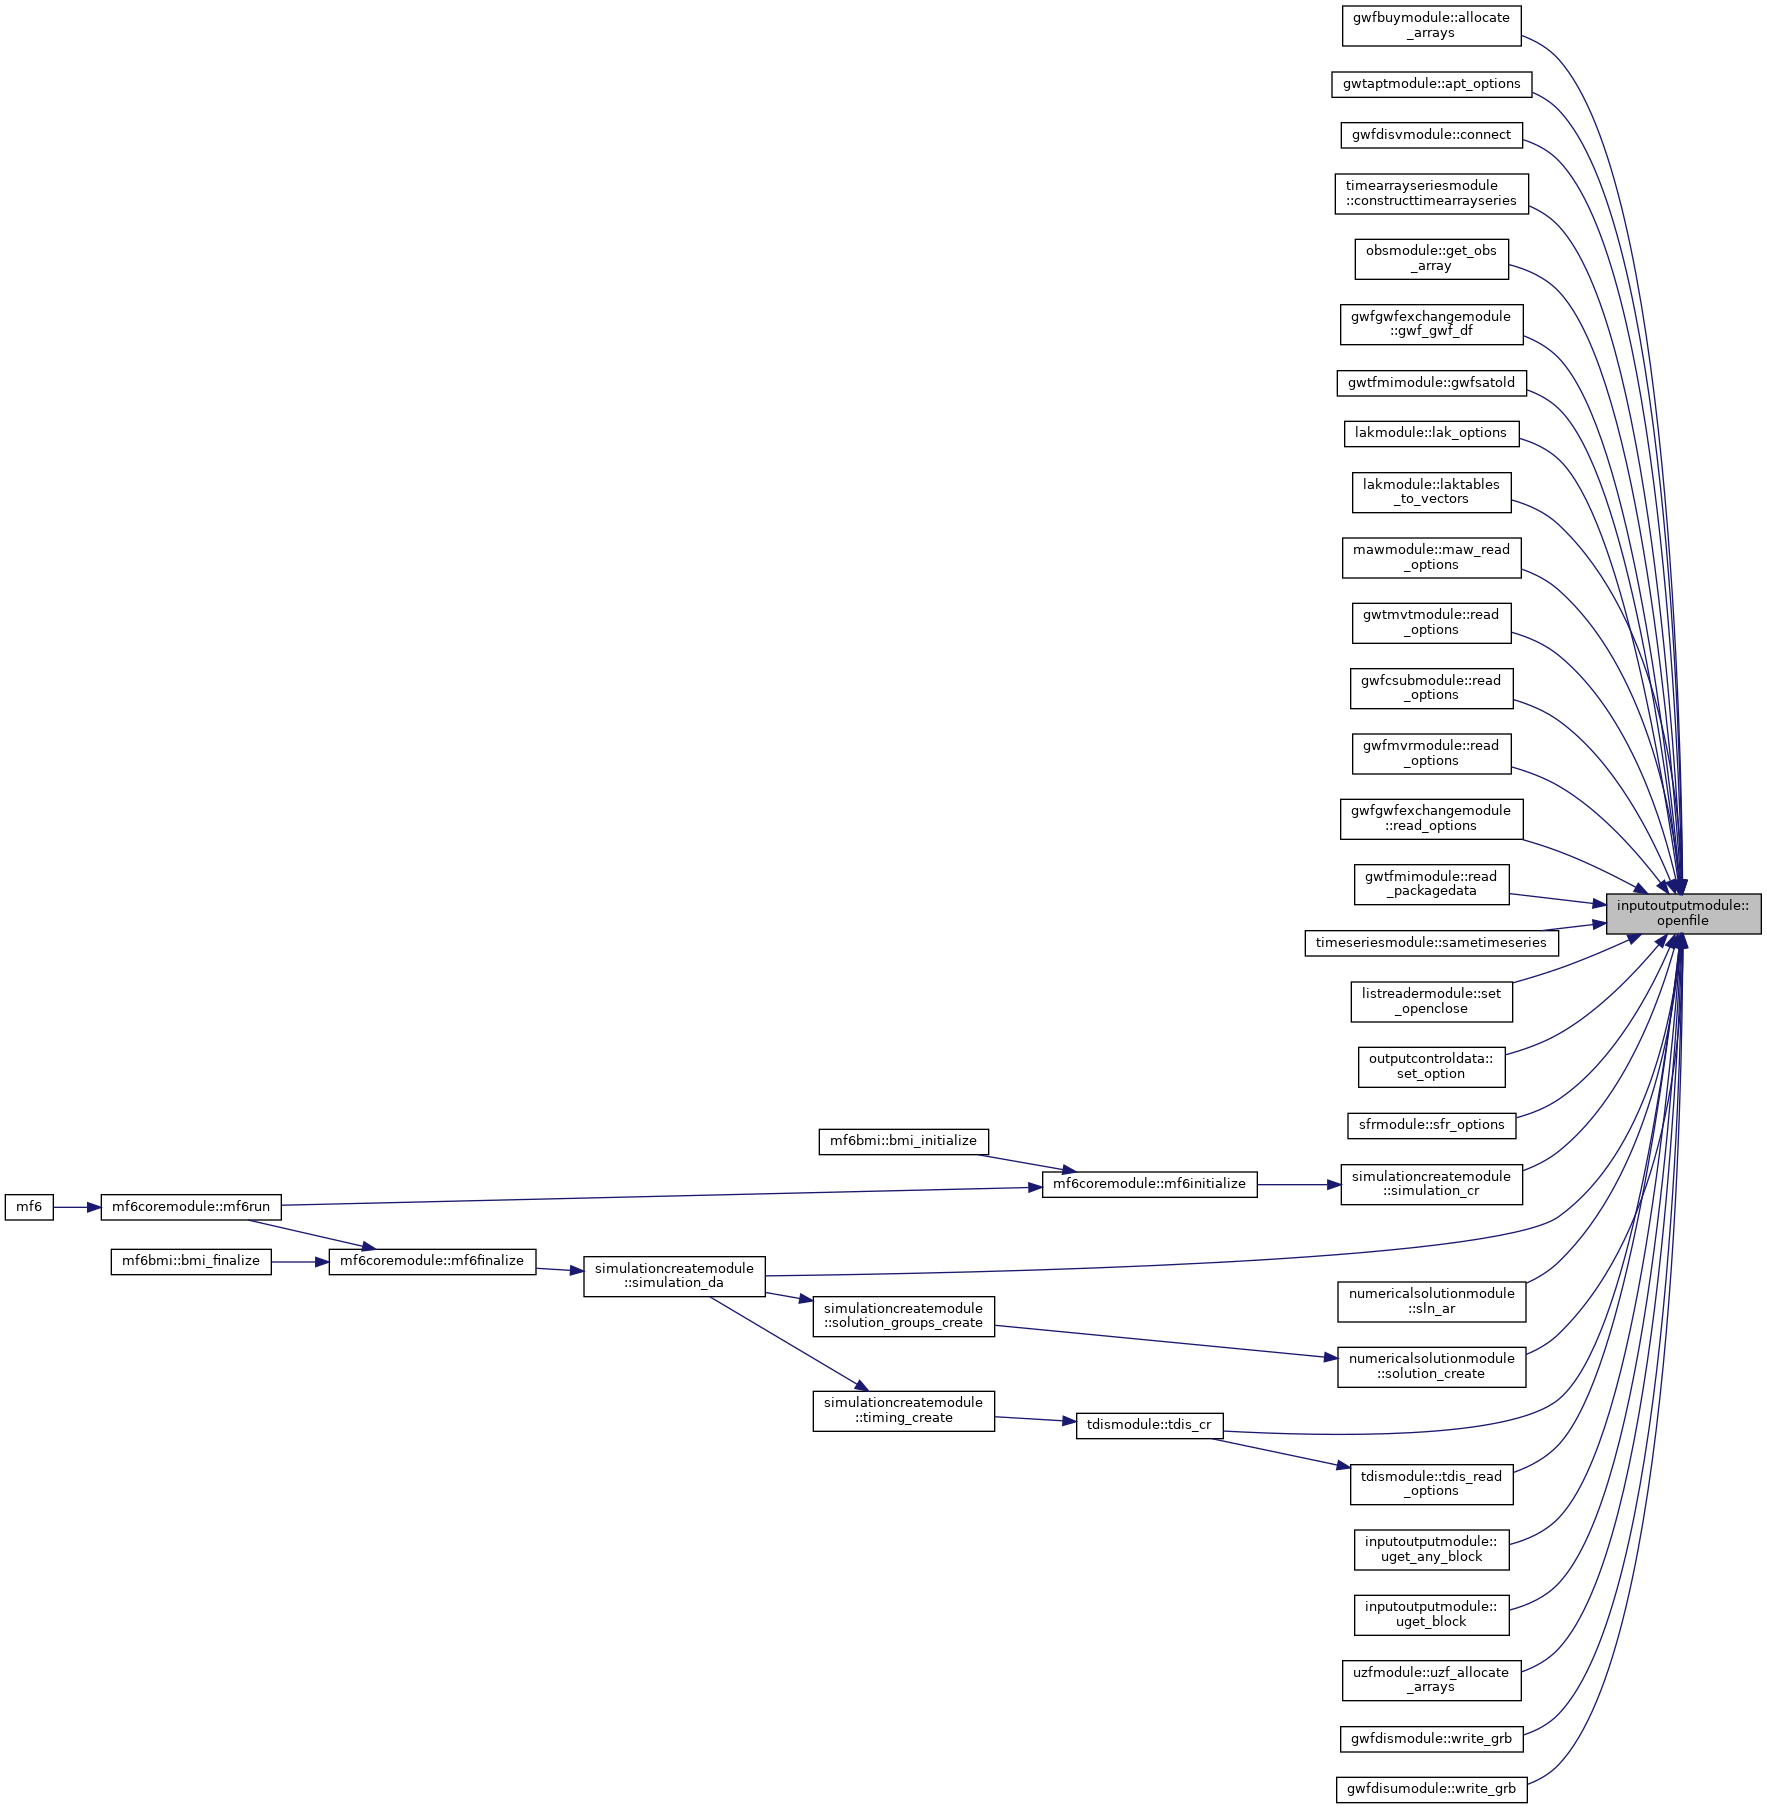 gwfbuymodule::allocate
_arrays
gwtaptmodule::apt_options
gwfdisvmodule::connect
timearrayseriesmodule
::constructtimearrayseries
obsmodule::get_obs
_array
gwfgwfexchangemodule
::gwf_gwf_df
gwtfmimodule::gwfsatold
lakmodule::lak_options
lakmodule::laktables
_to_vectors
mawmodule::maw_read
_options
gwtmvtmodule::read
_options
gwfcsubmodule::read
_options
gwfmvrmodule::read
_options
gwfgwfexchangemodule
::read_options
gwtfmimodule::read
_packagedata
inputoutputmodule::
openfile
timeseriesmodule::sametimeseries
listreadermodule::set
_openclose
outputcontroldata::
set_option
sfrmodule::sfr_options
mf6bmi::bmi_initialize
simulationcreatemodule
::simulation_cr
mf6coremodule::mf6initialize
mf6
mf6coremodule::mf6run
mf6bmi::bmi_finalize
mf6coremodule::mf6finalize
simulationcreatemodule
::simulation_da
numericalsolutionmodule
::sln_ar
simulationcreatemodule
::solution_groups_create
numericalsolutionmodule
::solution_create
simulationcreatemodule
::timing_create
tdismodule::tdis_cr
tdismodule::tdis_read
_options
inputoutputmodule::
uget_any_block
inputoutputmodule::
uget_block
uzfmodule::uzf_allocate
_arrays
gwfdismodule::write_grb
gwfdisumodule::write_grb